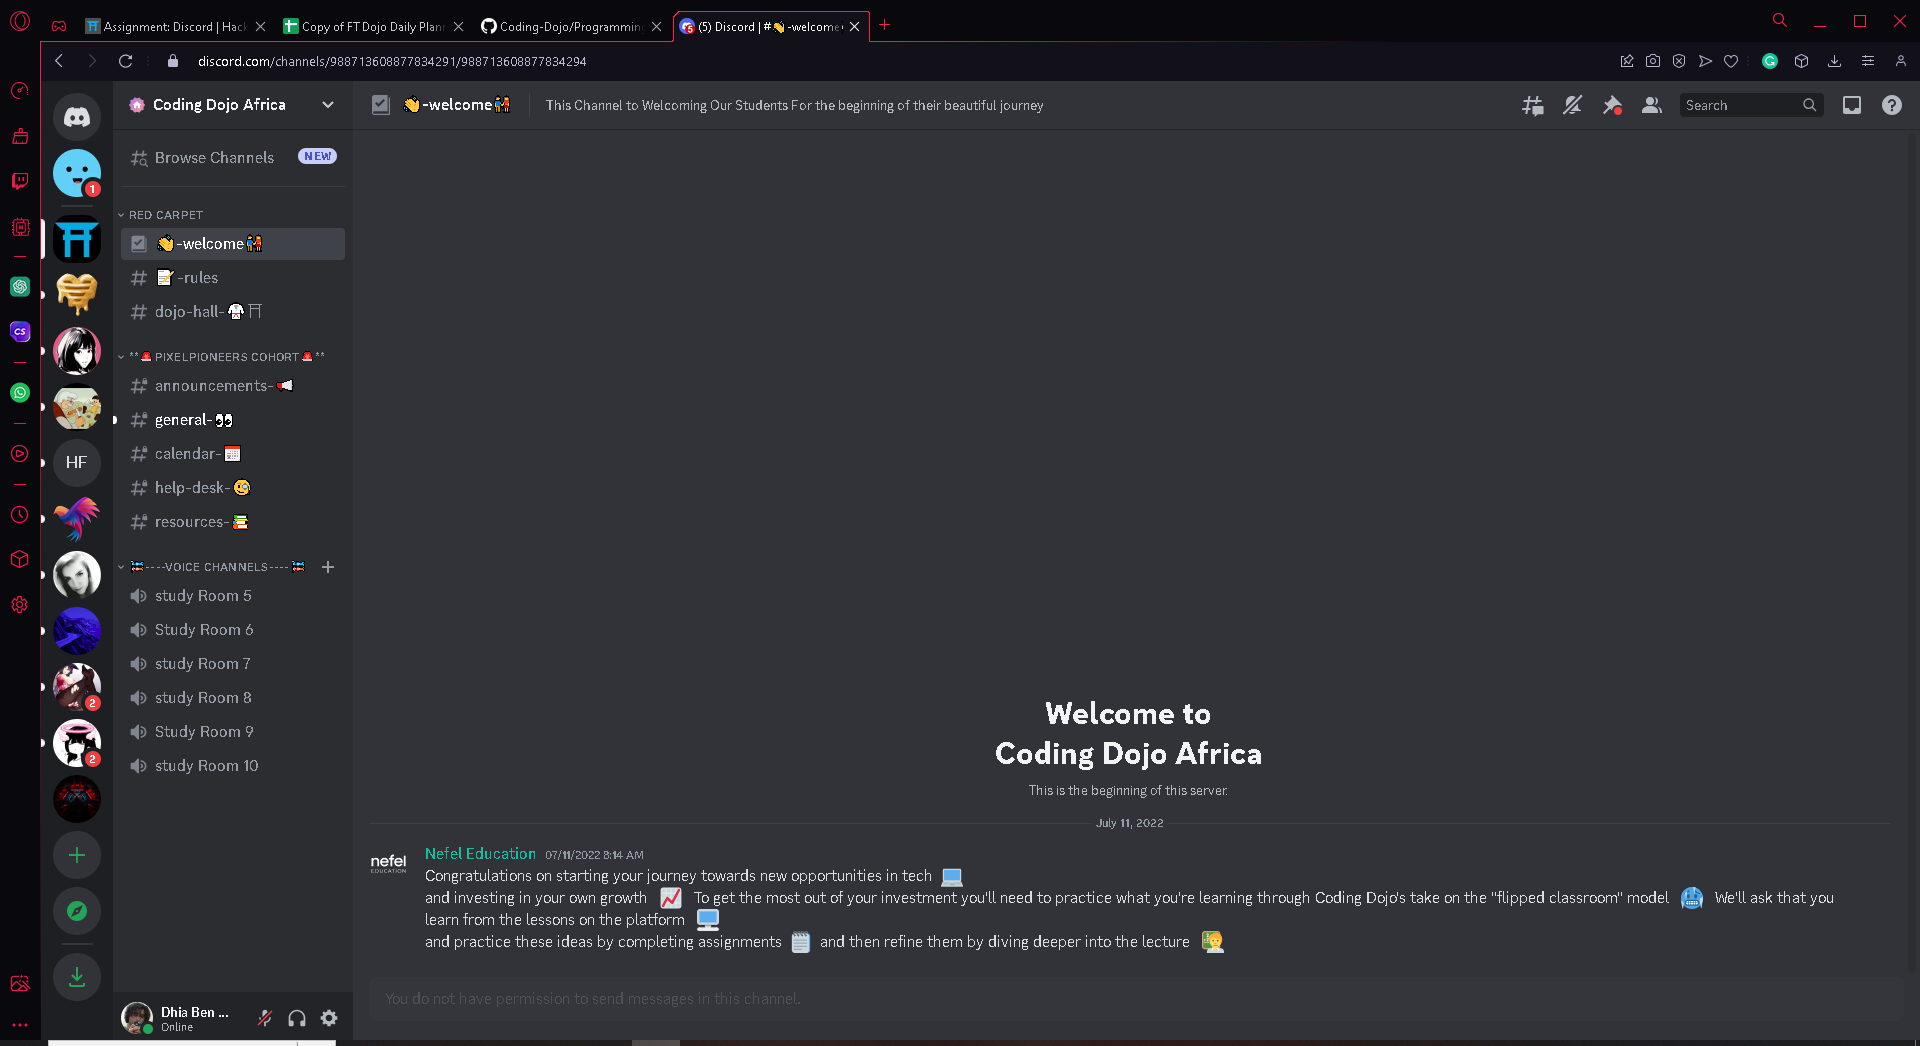 Assignment: Discord | Hack
Copy of FT Dojo Daily Plan
Coding-Dojo/Programmin
(5) Discord | #👋-welcome
discord.com/channels/988713608877834291/988713608877834294
Coding Dojo Africa
👋-welcome👫
This Channel to Welcoming Our Students For the beginning of their beautiful journey
Search
Browse Channels
NEW
1
RED CARPET
👋-welcome👫
📝-rules
dojo-hall-🥋⛩
**🚨PIXELPIONEERS COHORT🚨**
announcements-📢
general-👀
calendar-📅
HF
help-desk-🧐
resources-📚
----VOICE CHANNELS----
study Room 5
Study Room 6
study Room 7
study Room 8
2
Study Room 9
2
study Room 10
Welcome to
Coding Dojo Africa
This is the beginning of this server.
July 11, 2022
nefel
EDUCATION
Nefel Education 07/11/2022 8:14 AM
Congratulations on starting your journey towards new opportunities in tech 💻
and investing in your own growth 📈 To get the most out of your investment you'll need to practice what you're learning through Coding Dojo's take on the "flipped classroom" model 🥶 We'll ask that you
learn from the lessons on the platform 🖥️
and practice these ideas by completing assignments 🗒️ and then refine them by diving deeper into the lecture 🧑‍🏫
You do not have permission to send messages in this channel.
Dhia Ben ...
Online